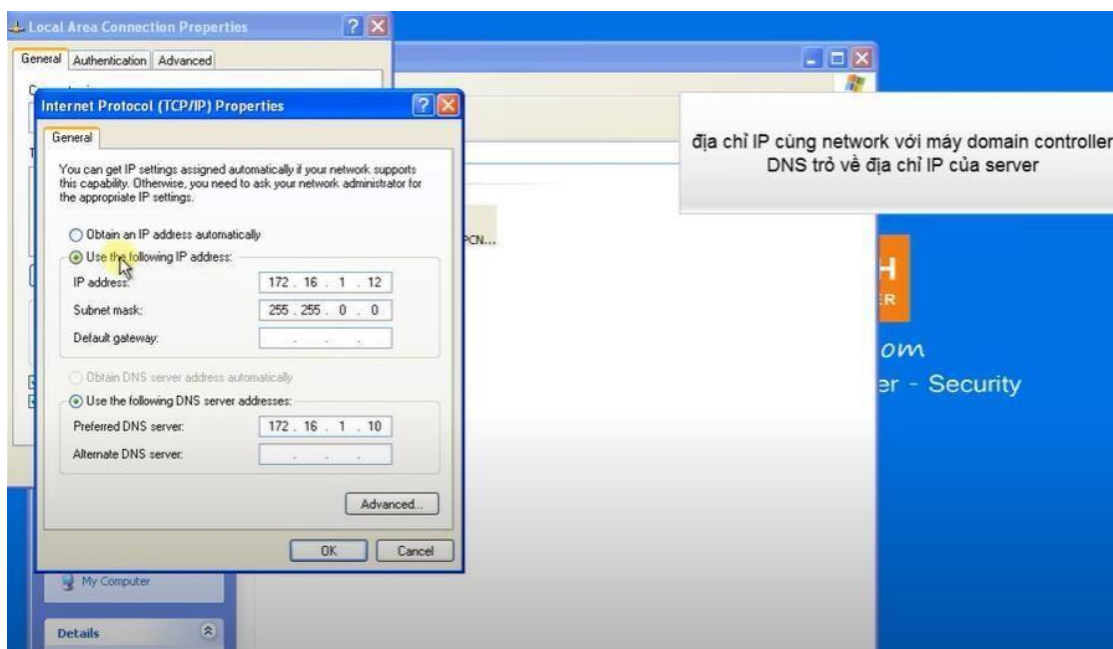 Local Area Connection Properties
General Authentication Advanced
Internet Protocol (TCP/IP) Properties
General
You can get IP settings assigned automatically if your network supports
this capability. Otherwise, you need to ask your network administrator for
the appropriate IP settings.
Obtain an IP address automatically
Use the following IP address:
IP address:
172 . 16 . 1 . 12
Subnet mask:
255 . 255 . 0 . 0
Default gateway:
Obtain DNS server address automatically
Use the following DNS server addresses:
Preferred DNS server:
172 . 16 . 1 . 10
Alternate DNS server:
Advanced...
OK
Cancel
địa chỉ IP cùng network với máy domain controller
DNS trỏ về địa chỉ IP của server
PCN...
H
ER
om
er - Security
My Computer
Details